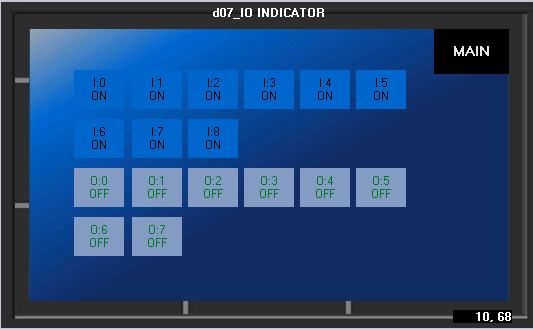 d07_IO INDICATOR
MAIN
I:0 I:1 I:2 I:3 I:4 I:5
ON ON ON ON ON ON
I:6 I:7 I:8
ON ON ON
O:0 O:1 O:2 O:3 O:4 O:5
OFF OFF OFF OFF OFF OFF
O:6 O:7
OFF OFF
10, 68